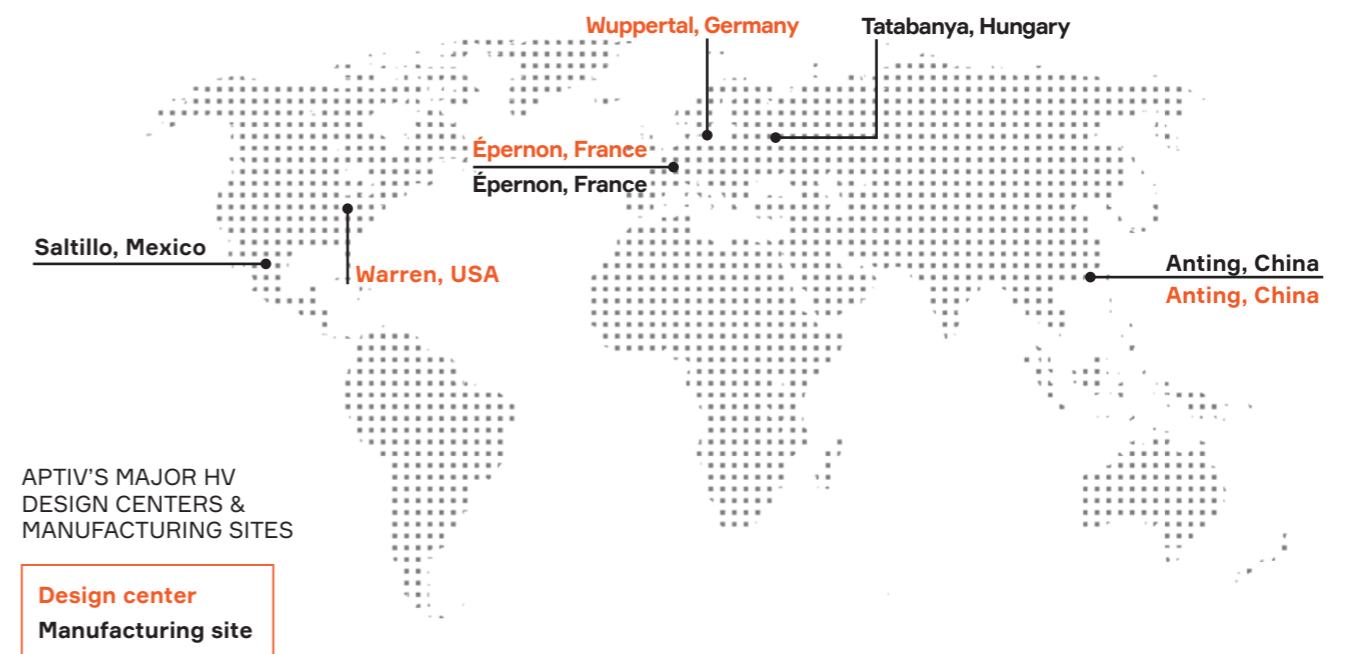 Wuppertal, Germany
Tatabanya, Hungary
Épernon, France
Épernon, France
Saltillo, Mexico
Warren, USA
Anting, China
Anting, China
APTIV’S MAJOR HV
DESIGN CENTERS &
MANUFACTURING SITES
Design center
Manufacturing site